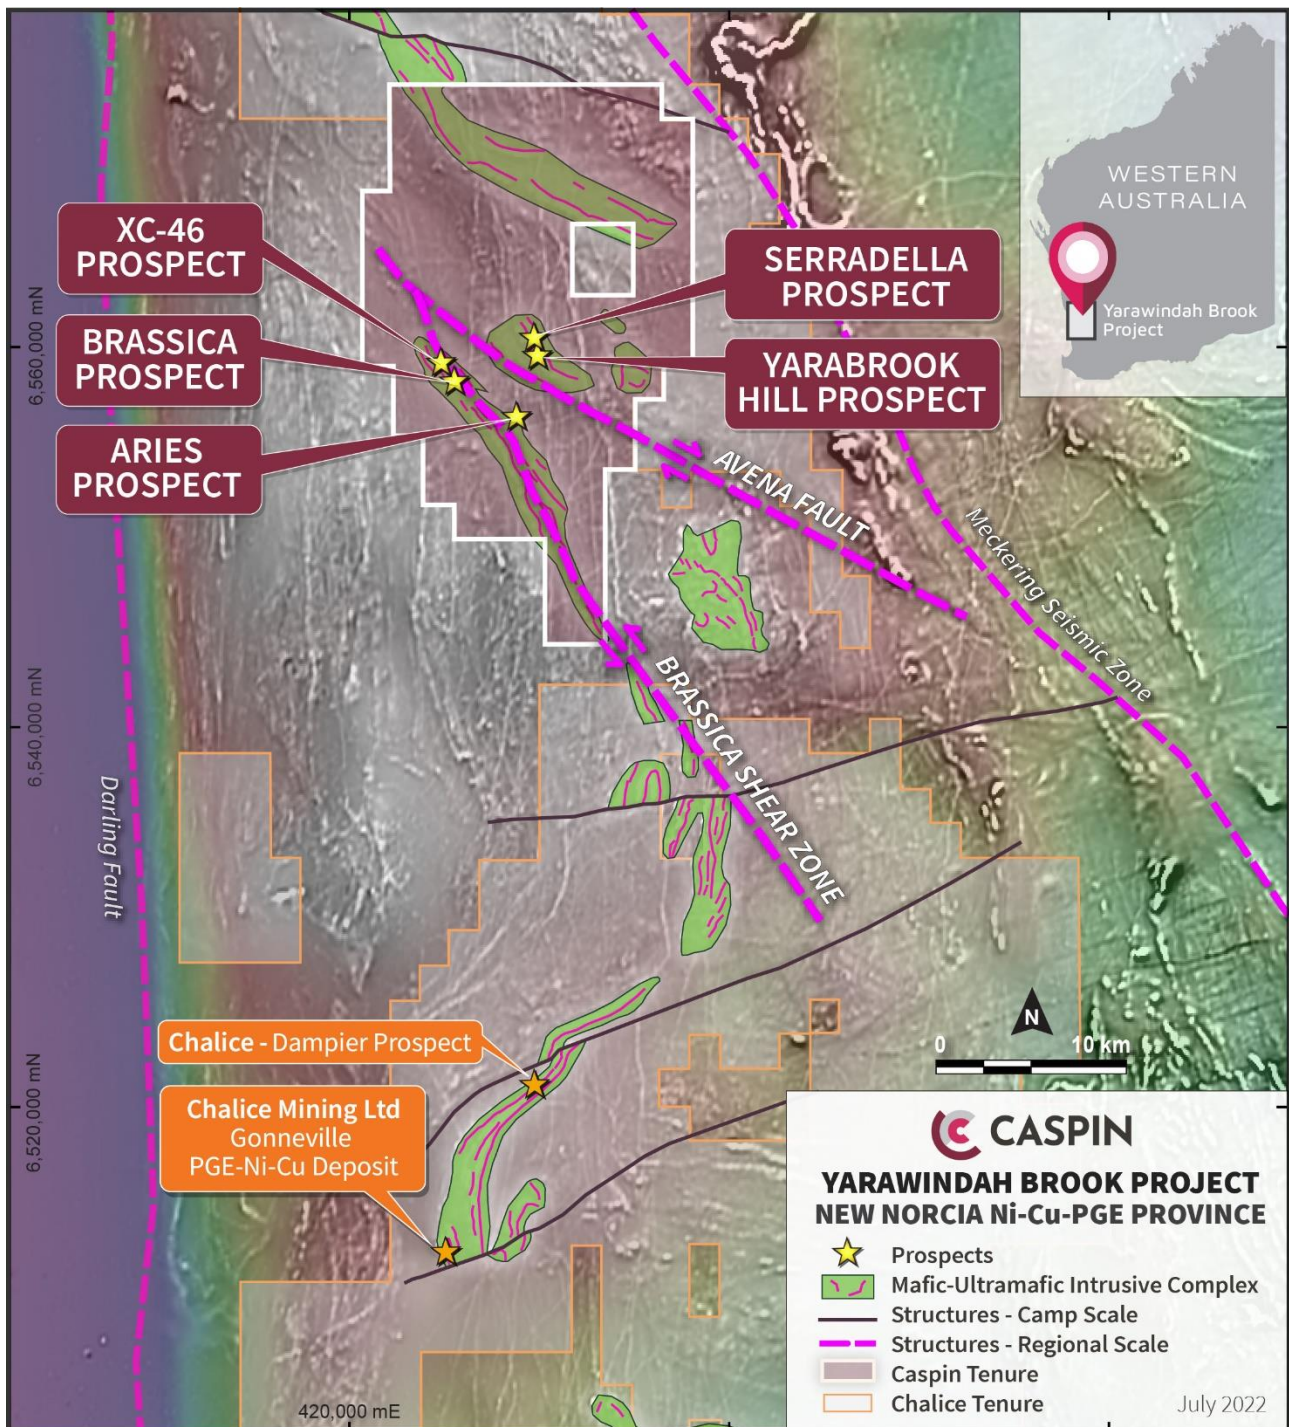 XC-46
PROSPECT
BRASSICA
PROSPECT
ARIES
PROSPECT
SERRADELLA
PROSPECT
YARABROOK
HILL PROSPECT
WESTERN
AUSTRALIA
Yarawindah Brook
Project
6,560,000 mN
6,540,000 mN
6,520,000 mN
420,000 mE
AVENA FAULT
Meckering Seismic Zone
BRASSICA SHEAR ZONE
Darling Fault
Chalice - Dampier Prospect
Chalice Mining Ltd
Gonneville
PGE-Ni-Cu Deposit
N
0 10 km
CASPIN
YARAWINDAH BROOK PROJECT
NEW NORCIA Ni-Cu-PGE PROVINCE
Prospects
Mafic-Ultramafic Intrusive Complex
Structures - Camp Scale
Structures - Regional Scale
Caspin Tenure
Chalice Tenure
July 2022